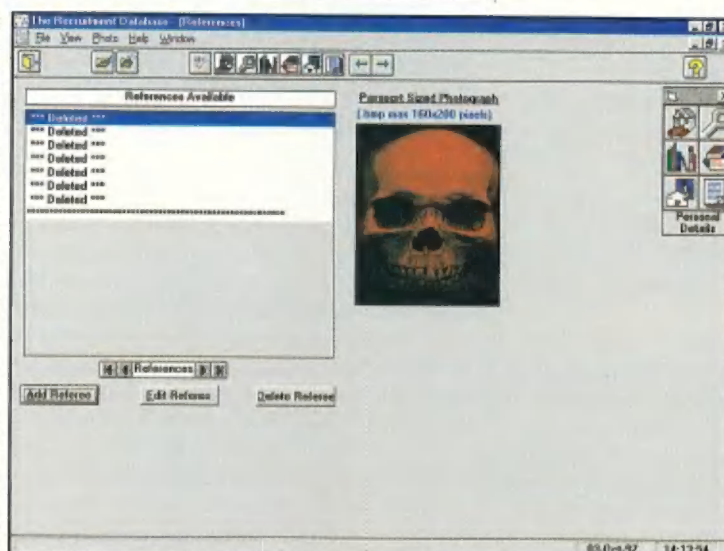 The Recruitment Database - [References]
File View Photo Help Window
References Available
*** Deleted ***
*** Deleted ***
*** Deleted ***
*** Deleted ***
*** Deleted ***
*** Deleted ***
*** Deleted ***
Passport Sized Photograph
(.bmp max 160x200 pixels)
Personal
Details
References
Add Referee
Edit Referee
Delete Referee
03-Oct-97 14:12:54